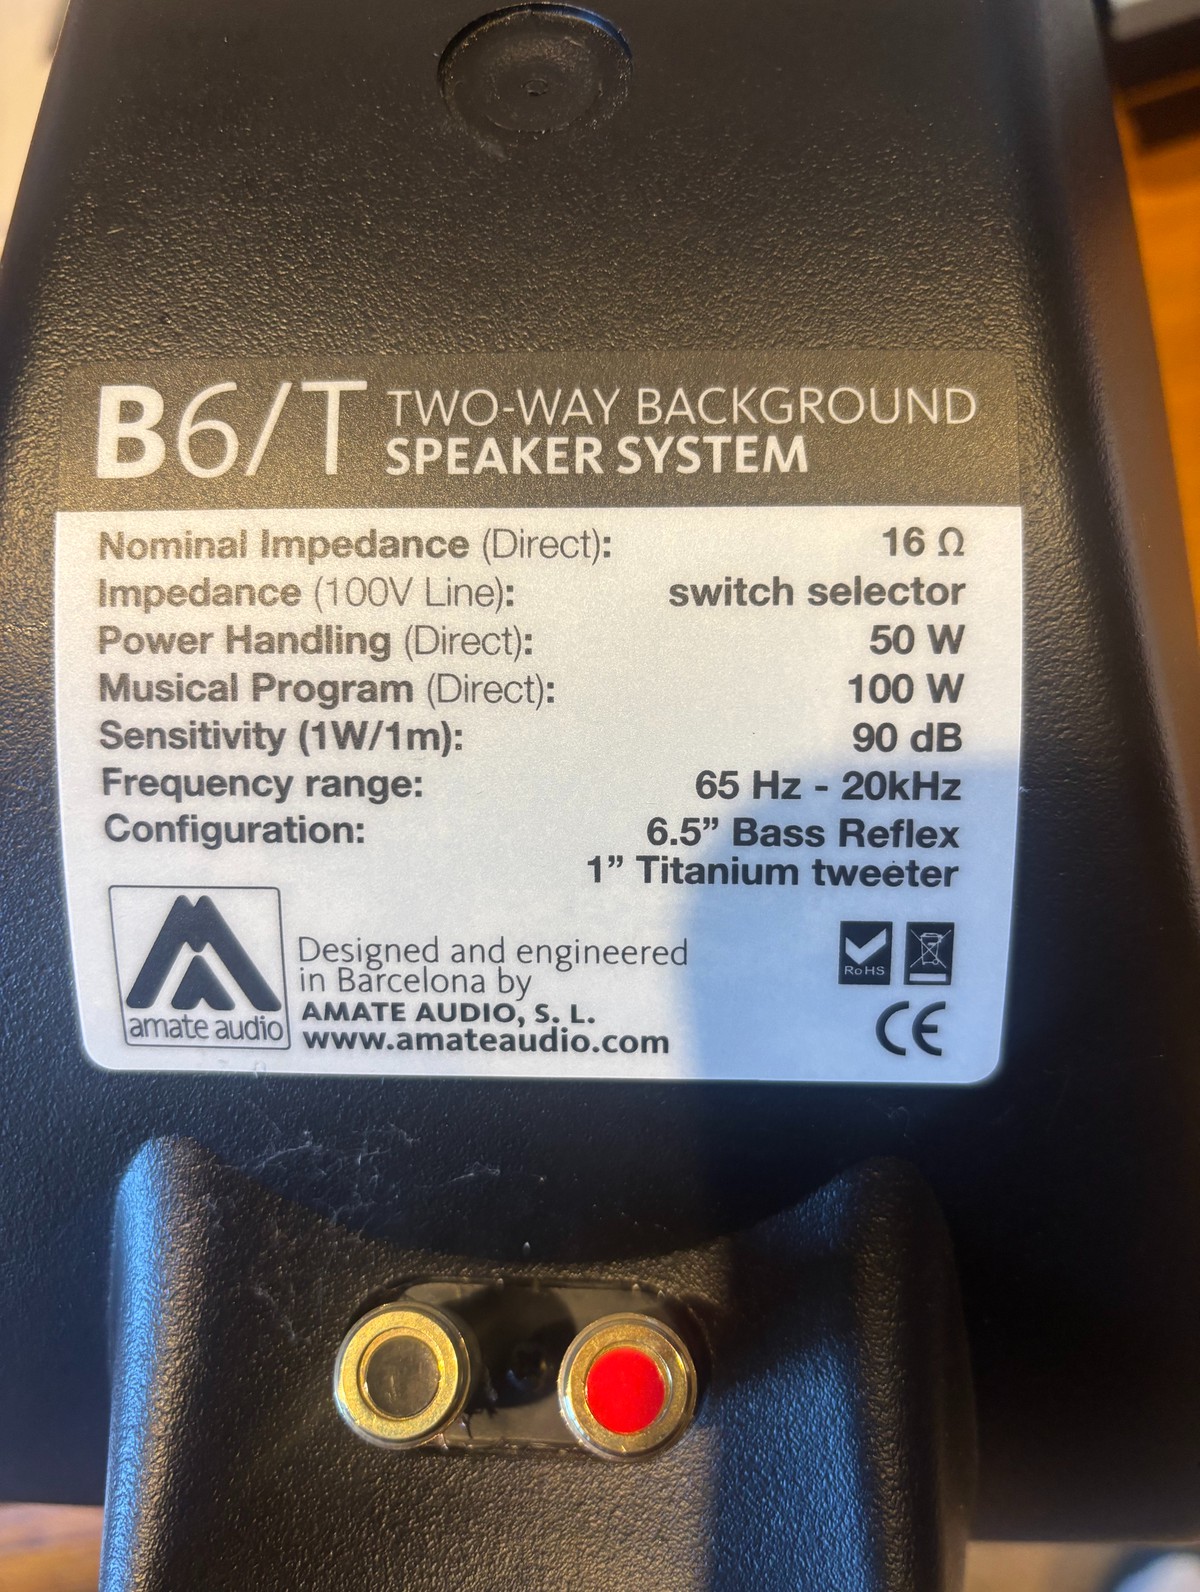 B6/T TWO-WAY BACKGROUND
SPEAKER SYSTEM
Nominal Impedance (Direct): 16 Ω
Impedance (100V Line): switch selector
Power Handling (Direct): 50 W
Musical Program (Direct): 100 W
Sensitivity (1W/1m): 90 dB
Frequency range: 65 Hz - 20kHz
Configuration: 6.5” Bass Reflex
1” Titanium tweeter
Designed and engineered
in Barcelona by
AMATE AUDIO, S. L.
www.amateaudio.com
amate audio
RoHS
CE